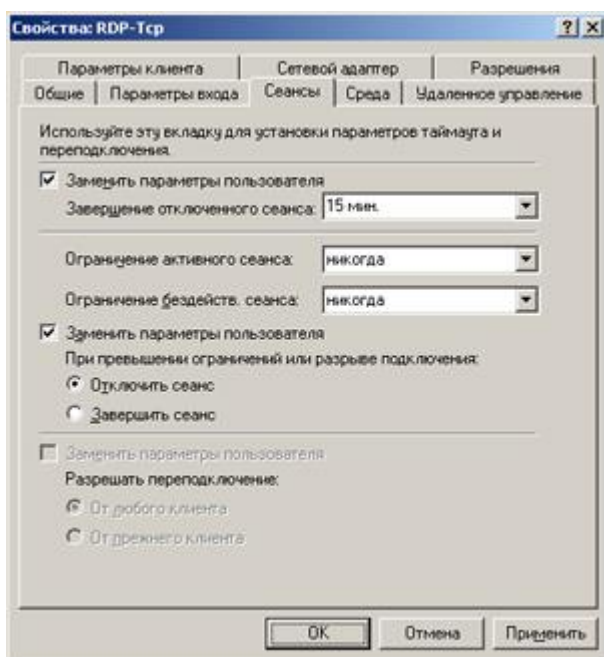 Свойства: RDP-Tcp
Параметры клиента Сетевой адаптер Разрешения
Общие Параметры входа Сеансы Среда Удаленное управление
Используйте эту вкладку для установки параметров таймаута и
переподключения.
Заменить параметры пользователя
Завершение отключенного сеанса: 15 мин.
Ограничение активного сеанса: никогда
Ограничение бездейств. сеанса: никогда
Заменить параметры пользователя
При превышении ограничений или разрыве подключения:
Отключить сеанс
Завершить сеанс
Заменить параметры пользователя
Разрешать переподключение:
От любого клиента
От прежнего клиента
OK Отмена Применить